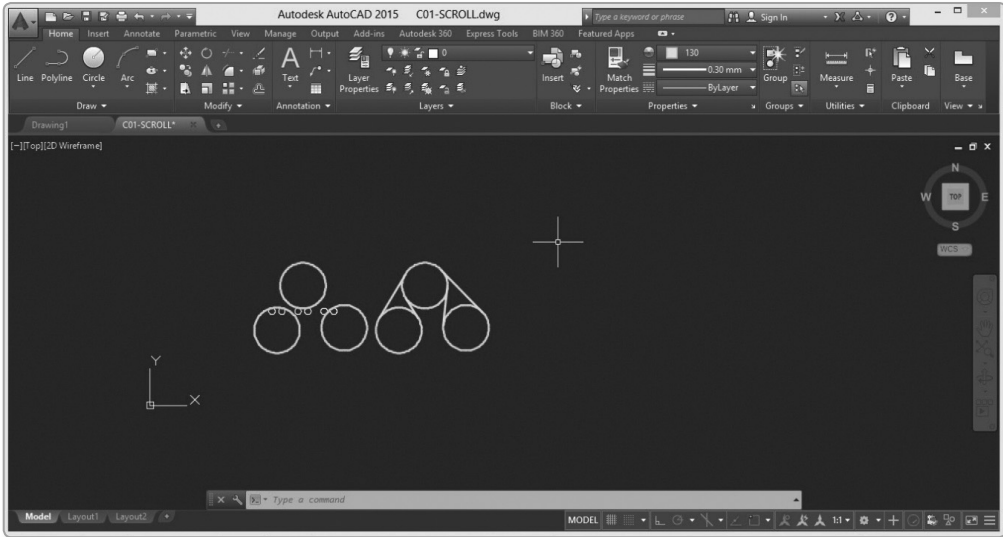 Autodesk AutoCAD 2015 C01-SCROLL.dwg
Type a keyword or phrase
Sign In
Home Insert Annotate Parametric View Manage Output Add-ins Autodesk 360 Express Tools BIM 360 Featured Apps
0
130
0.30 mm
ByLayer
Line Polyline Circle Arc
Text
Layer Properties
Insert
Match Properties
Group
Measure
Paste
Base
Draw Modify Annotation Layers Block Properties Groups Utilities Clipboard View
Drawing1 C01-SCROLL*
[−][Top][2D Wireframe]
N
W TOP E
S
WCS
Y
X
Type a command
Model Layout1 Layout2 +
MODEL 1:1